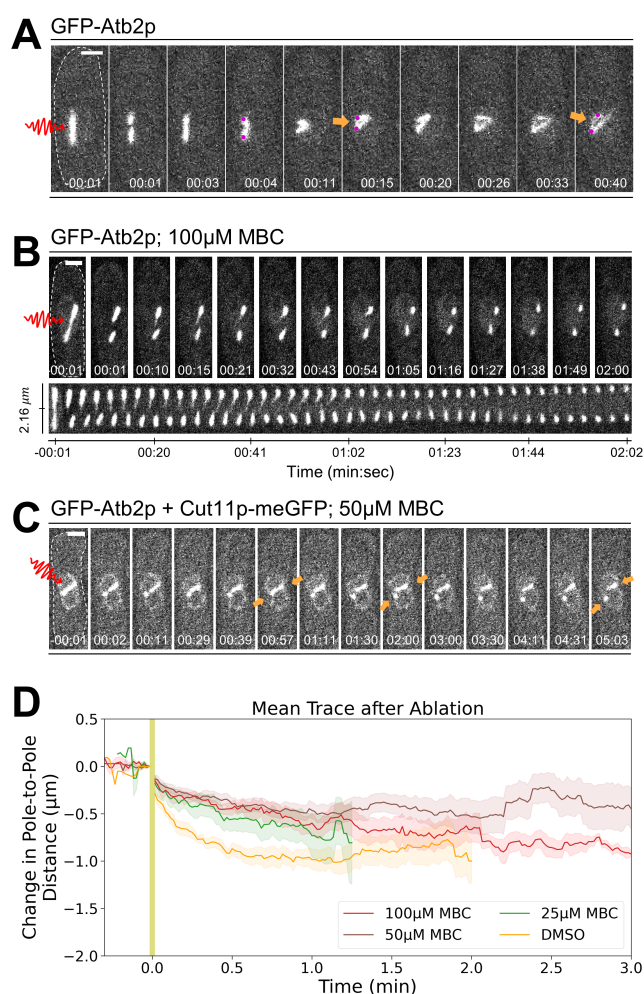 A
GFP-Atb2p
-00:01 00:01 00:03 00:04 00:11 00:15 00:20 00:26 00:33 00:40
B
GFP-Atb2p; 100µM MBC
-00:01 00:01 00:10 00:15 00:21 00:32 00:43 00:54 01:05 01:16 01:27 01:38 01:49 02:00
2.16 µm
-00:01 00:20 00:41 01:02 01:23 01:44 02:02
Time (min:sec)
C
GFP-Atb2p + Cut11p-meGFP; 50µM MBC
-00:01 00:02 00:11 00:29 00:39 00:57 01:11 01:30 02:00 03:00 03:30 04:11 04:31 05:03
D
Mean Trace after Ablation
Change in Pole-to-Pole
Distance (µm)
0.5
0.0
−0.5
−1.0
−1.5
−2.0
100µM MBC
50µM MBC
25µM MBC
DMSO
0.0 0.5 1.0 1.5 2.0 2.5 3.0
Time (min)